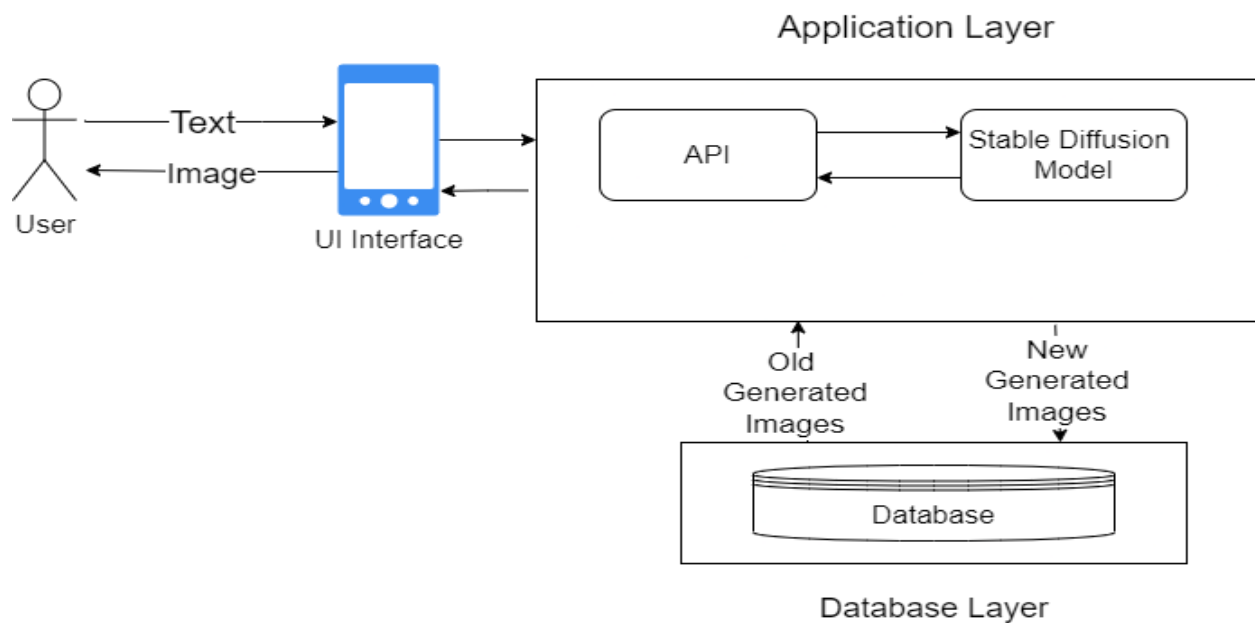 Application Layer
Text
Image
User
UI Interface
API
Stable Diffusion
Model
Old
Generated
Images
New
Generated
Images
Database
Database Layer